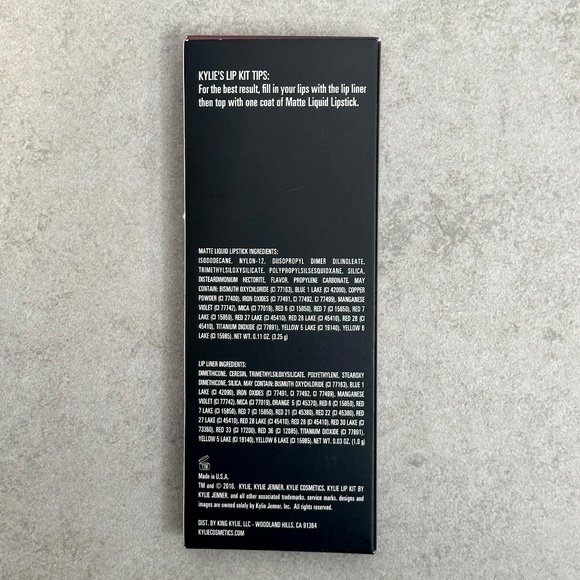 KYLIE'S LIP KIT TIPS:
For the best result, fill in your lips with the lip liner
then top with one coat of Matte Liquid Lipstick.
MATTE LIQUID LIPSTICK INGREDIENTS:
ISODODECANE, NYLON-12, DIISOPROPYL DIMER DILINOLEATE,
TRIMETHYLSILOXYSILICATE, POLYPROPYLSILSESQUIOXANE, SILICA,
DISTEARDIMONIUM HECTORITE, FLAVOR, PROPYLENE CARBONATE. MAY
CONTAIN: BISMUTH OXYCHLORIDE (CI 77163), BLUE 1 LAKE (CI 42090), COPPER
POWDER (CI 77400), IRON OXIDES (CI 77491, CI 77492, CI 77499), MANGANESE
VIOLET (CI 77742), MICA (CI 77019), RED 6 (CI 15850), RED 7 (CI 15850), RED 7
LAKE (CI 15850), RED 27 LAKE (CI 45410), RED 28 LAKE (CI 45410), RED 28 (CI
45410), TITANIUM DIOXIDE (CI 77891), YELLOW 5 LAKE (CI 19140), YELLOW 6
LAKE (CI 15985). NET WT. 0.11 OZ. (3.25 g)
LIP LINER INGREDIENTS:
DIMETHICONE, CERESIN, TRIMETHYLSILOXYSILICATE, POLYETHYLENE, STEAROXY
DIMETHICONE, SILICA. MAY CONTAIN: BISMUTH OXYCHLORIDE (CI 77163), BLUE 1
LAKE (CI 42090), IRON OXIDES (CI 77491, CI 77492, CI 77499), MANGANESE
VIOLET (CI 77742), MICA (CI 77019), ORANGE 5 (CI 45370), RED 6 (CI 15850), RED
7 LAKE (CI 15850), RED 7 (CI 15850), RED 21 (CI 45380), RED 22 (CI 45380), RED
27 LAKE (CI 45410), RED 28 LAKE (CI 45410), RED 28 (CI 45410), RED 30 LAKE (CI
73360), RED 33 (CI 17200), RED 36 (CI 12085), TITANIUM DIOXIDE (CI 77891),
YELLOW 5 LAKE (CI 19140), YELLOW 6 LAKE (CI 15985). NET WT. 0.03 OZ. (1.0 g)
Made in U.S.A.
TM and © 2016. KYLIE, KYLIE JENNER, KYLIE COSMETICS, KYLIE LIP KIT BY
KYLIE JENNER, and all other associated trademarks, service marks, designs and
images are owned solely by Kylie Jenner, Inc. All rights reserved.
DIST. BY KING KYLIE, LLC - WOODLAND HILLS, CA 91364
KYLIECOSMETICS.COM